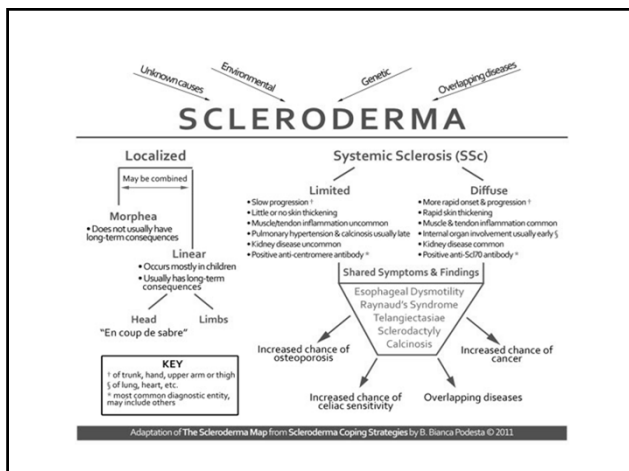 Unknown causes
Environmental
Genetic
Overlapping diseases
SCLERODERMA
Localized
May be combined
Morphea
• Does not usually have
long-term consequences
Linear
• Occurs mostly in children
• Usually has long-term
consequences
Head
Limbs
"En coup de sabre"
KEY
† of trunk, hand, upper arm or thigh
§ of lung, heart, etc.
* most common diagnostic entity,
may include others
Systemic Sclerosis (SSc)
Limited
• Slow progression †
• Little or no skin thickening
• Muscle/tendon inflammation uncommon
• Pulmonary hypertension & calcinosis usually late
• Kidney disease uncommon
• Positive anti-centromere antibody *
Diffuse
• More rapid onset & progression †
• Rapid skin thickening
• Muscle & tendon inflammation common
• Internal organ involvement usually early §
• Kidney disease common
• Positive anti-Scl70 antibody *
Shared Symptoms & Findings
Esophageal Dysmotility
Raynaud's Syndrome
Telangiectasiae
Sclerodactyly
Calcinosis
Increased chance of
osteoporosis
Increased chance of
cancer
Increased chance of
celiac sensitivity
Overlapping diseases
Adaptation of The Scleroderma Map from Scleroderma Coping Strategies by B. Bianca Podesta © 2011